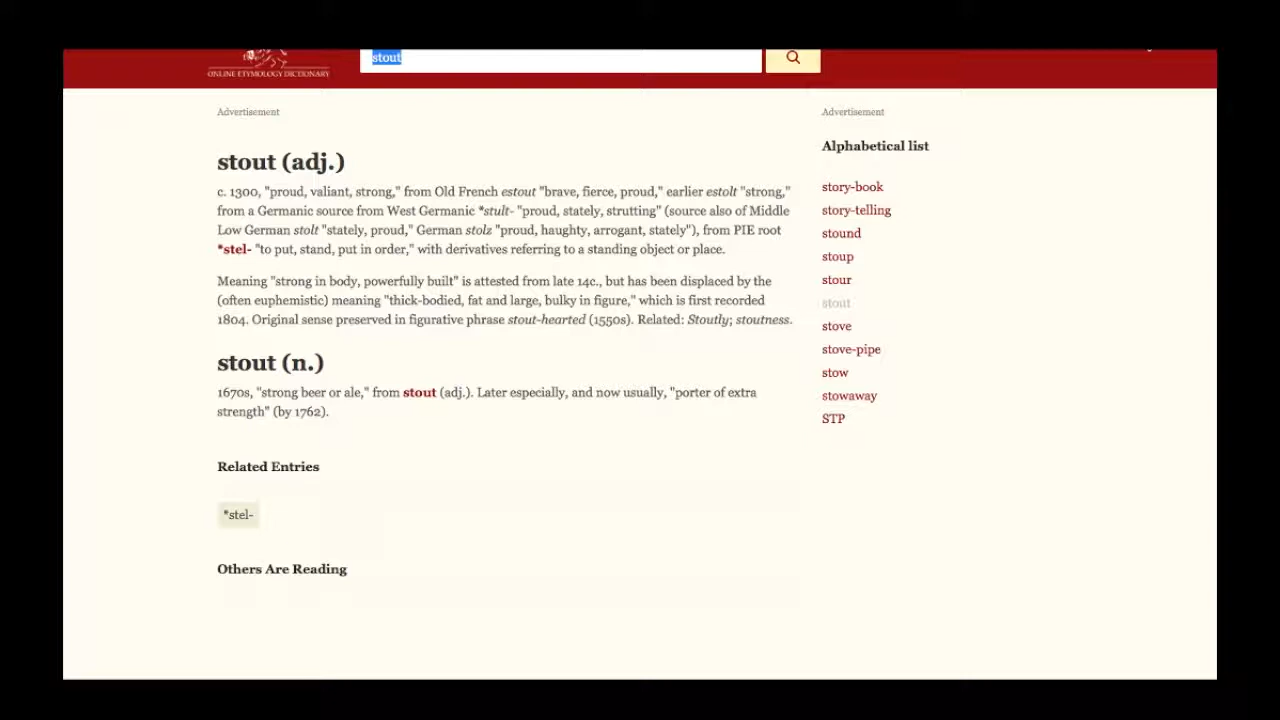 stout
ONLINE ETYMOLOGY DICTIONARY
Advertisement
stout (adj.)
c. 1300, "proud, valiant, strong," from Old French estout "brave, fierce, proud," earlier estolt "strong,"
from a Germanic source from West Germanic *stult- "proud, stately, strutting" (source also of Middle
Low German stolt "stately, proud," German stolz "proud, haughty, arrogant, stately"), from PIE root
*stel- "to put, stand, put in order," with derivatives referring to a standing object or place.
Meaning "strong in body, powerfully built" is attested from late 14c., but has been displaced by the
(often euphemistic) meaning "thick-bodied, fat and large, bulky in figure," which is first recorded
1804. Original sense preserved in figurative phrase stout-hearted (1550s). Related: Stoutly; stoutness.
stout (n.)
1670s, "strong beer or ale," from stout (adj.). Later especially, and now usually, "porter of extra
strength" (by 1762).
Related Entries
*stel-
Others Are Reading
Advertisement
Alphabetical list
story-book
story-telling
stound
stoup
stour
stout
stove
stove-pipe
stow
stowaway
STP